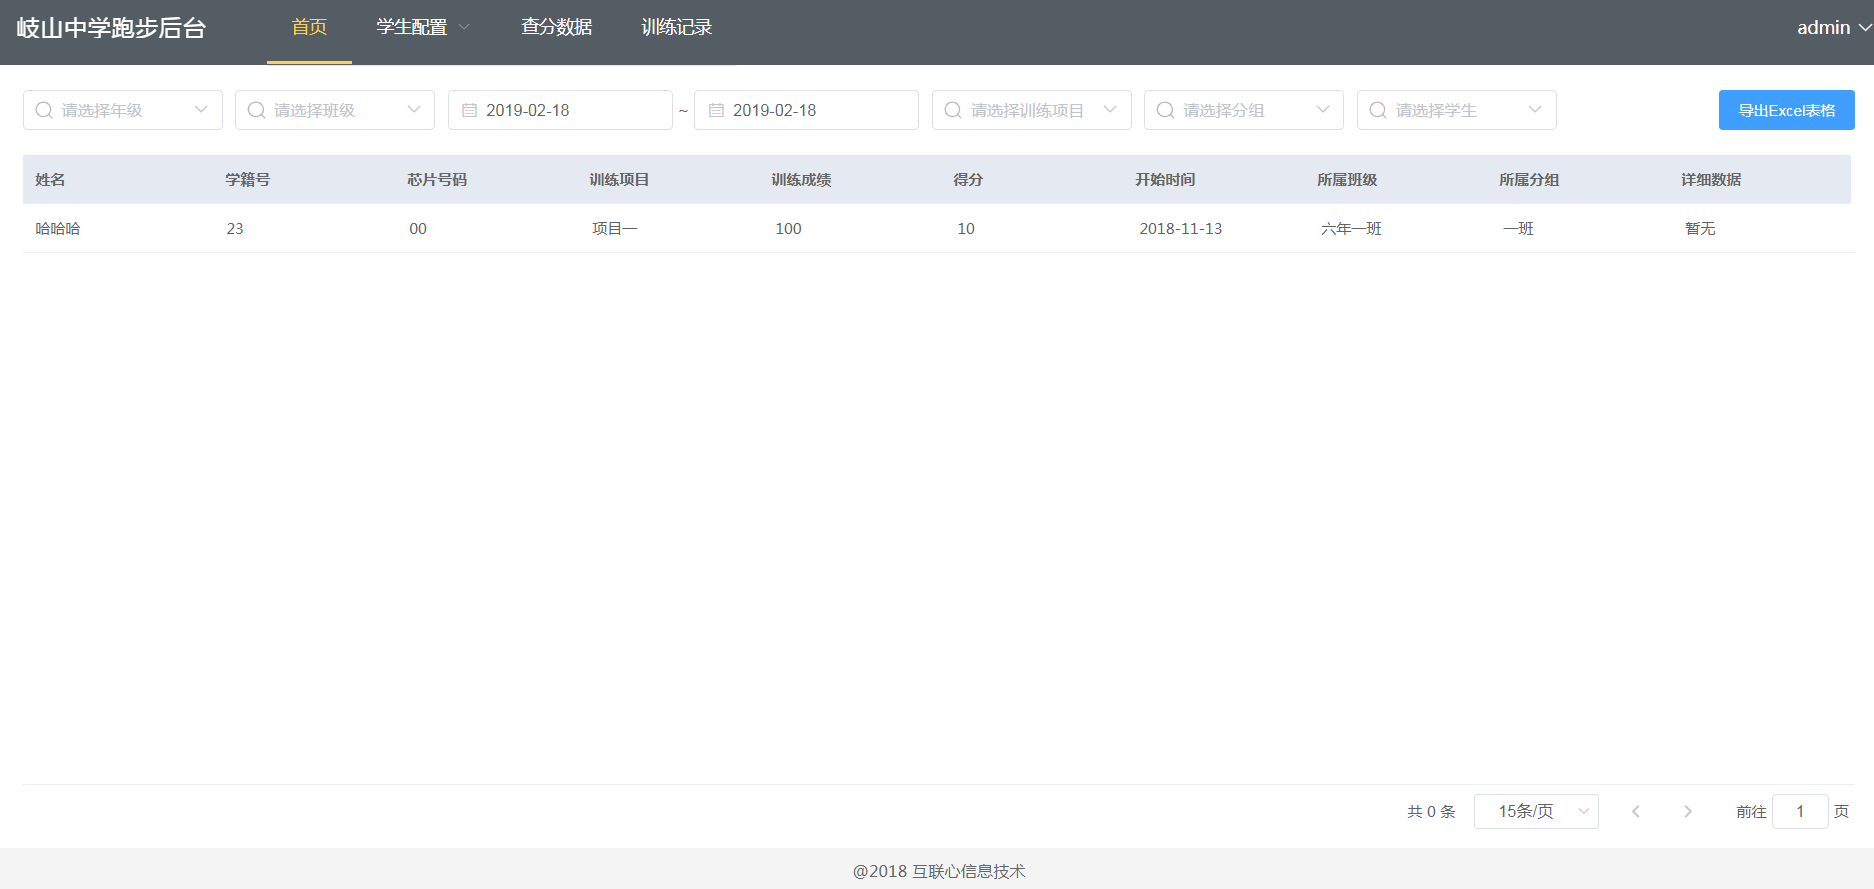 岐山中学跑步后台 首页 学生配置 查分数据 训练记录 admin
请选择年级 请选择班级 2019-02-18 ~ 2019-02-18 请选择训练项目 请选择分组 请选择学生 导出Excel表格
姓名 学籍号 芯片号码 训练项目 训练成绩 得分 开始时间 所属班级 所属分组 详细数据
哈哈哈 23 00 项目一 100 10 2018-11-13 六年一班 一班 暂无
共 0 条 15条/页 前往 1 页
@2018 互联心信息技术